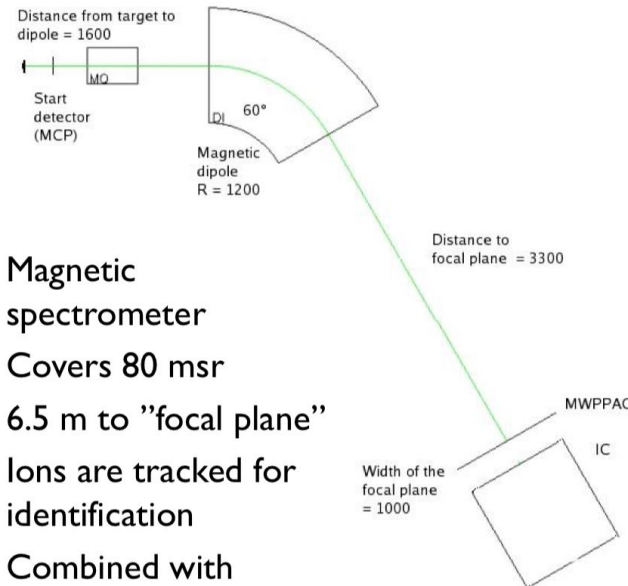 Distance from target to
dipole = 1600
MQ
Start
detector
(MCP)
DI
60°
Magnetic
dipole
R = 1200
Distance to
focal plane = 3300
Magnetic
spectrometer
Covers 80 msr
6.5 m to ”focal plane”
Ions are tracked for
identification
Combined with
MWPPAC
IC
Width of the
focal plane
= 1000